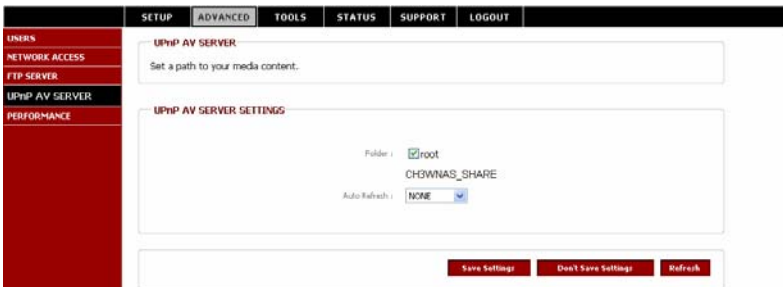 SETUP ADVANCED TOOLS STATUS SUPPORT LOGOUT
USERS
NETWORK ACCESS
FTP SERVER
UPnP AV SERVER
PERFORMANCE
UPnP AV SERVER
Set a path to your media content.
UPnP AV SERVER SETTINGS
Folder : root
CH3WNAS_SHARE
Auto Refresh : NONE
Save Settings Don't Save Settings Refresh